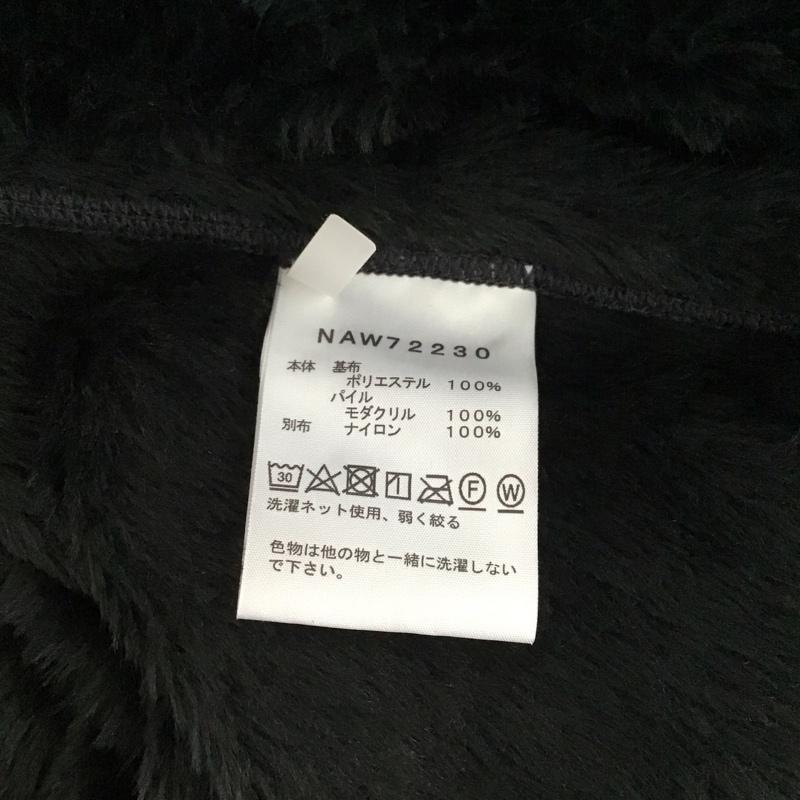 NAW72230
本体 基布
ポリエステル 100%
パイル
モダクリル 100%
別布 ナイロン 100%
30 F W
洗濯ネット使用、弱く絞る
色物は他の物と一緒に洗濯しない
で下さい。